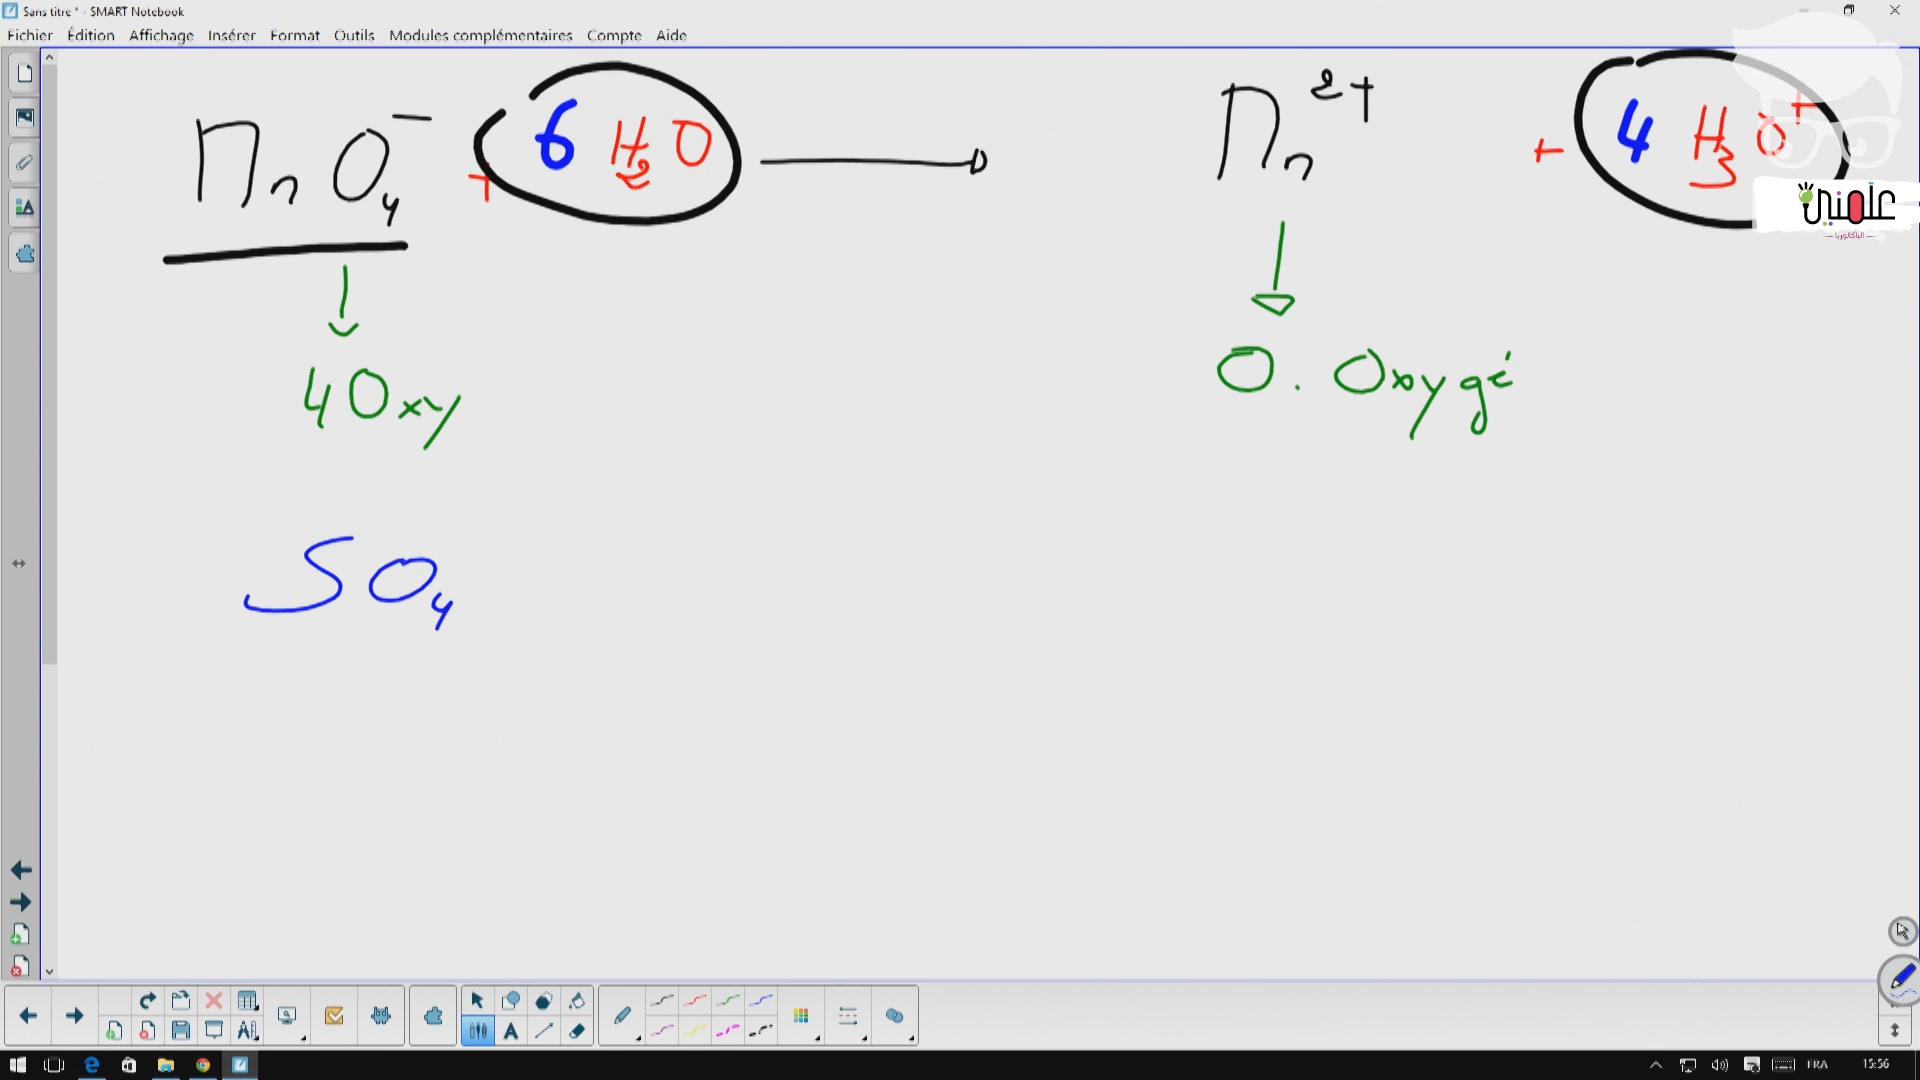 Sans titre * - SMART Notebook
Fichier Édition Affichage Insérer Format Outils Modules complémentaires Compte Aide
MnO₄⁻ + 6 H₂O → Mn²⁺ + 4 H₃O⁺
علمني
الباكالوريا
4 Oxy
0. Oxygé
SO₄
FRA
15:56